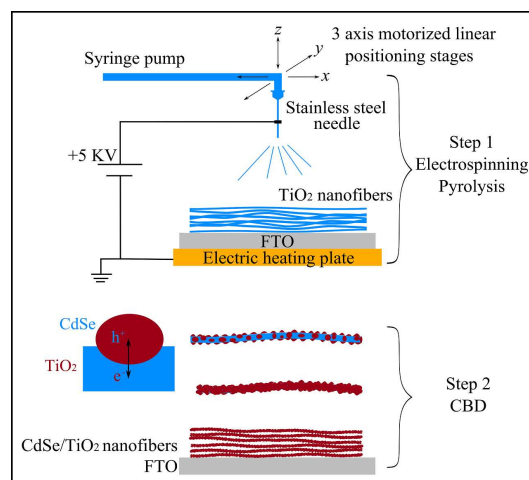 z
3 axis motorized linear
positioning stages
y
Syringe pump
x
Stainless steel
needle
Step 1
Electrospinning
Pyrolysis
+5 KV
TiO2 nanofibers
FTO
Electric heating plate
CdSe
h+
TiO2
e-
Step 2
CBD
CdSe/TiO2 nanofibers
FTO